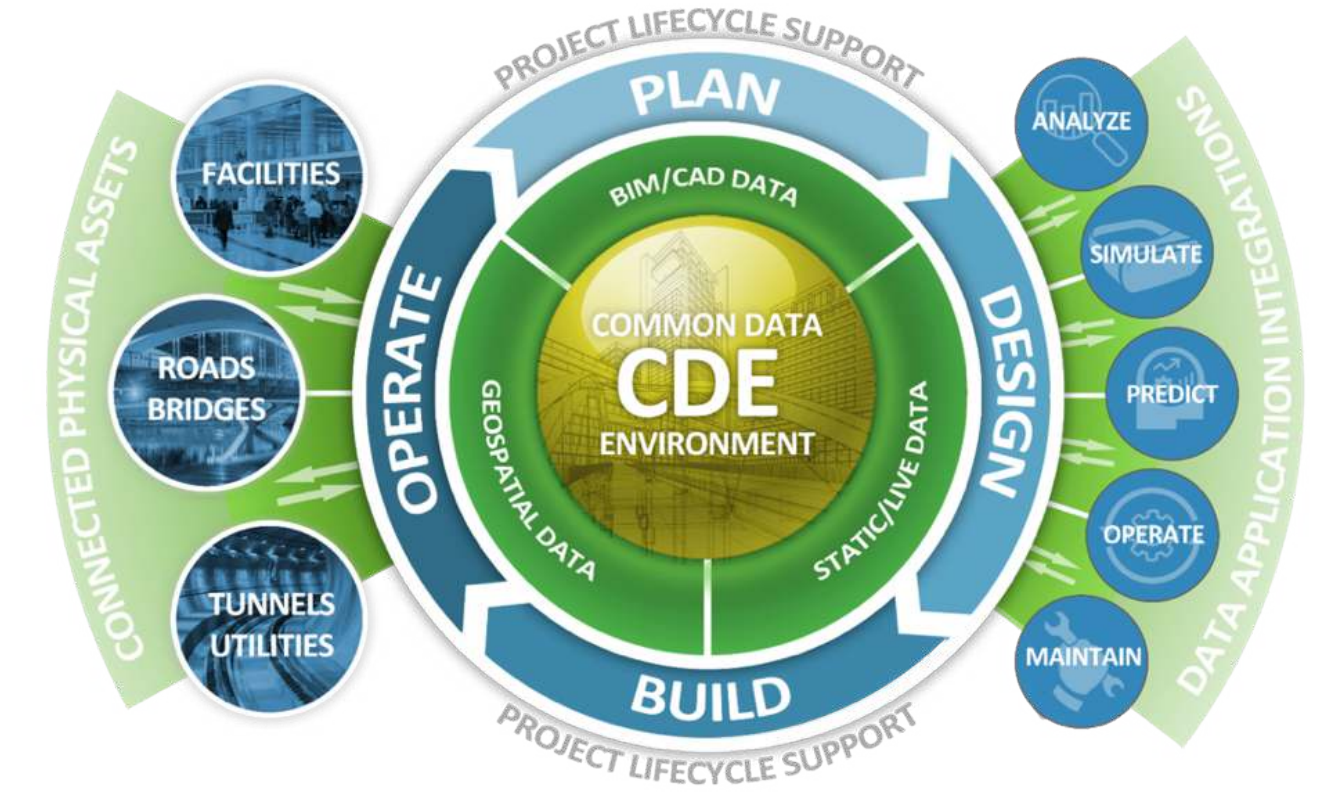 PROJECT LIFECYCLE SUPPORT
PLAN
DESIGN
BUILD
OPERATE
BIM/CAD DATA
STATIC/LIVE DATA
GEOSPATIAL DATA
COMMON DATA
CDE
ENVIRONMENT
CONNECTED PHYSICAL ASSETS
FACILITIES
ROADS
BRIDGES
TUNNELS
UTILITIES
ANALYZE
SIMULATE
PREDICT
OPERATE
MAINTAIN
DATA APPLICATION INTEGRATIONS
PROJECT LIFECYCLE SUPPORT